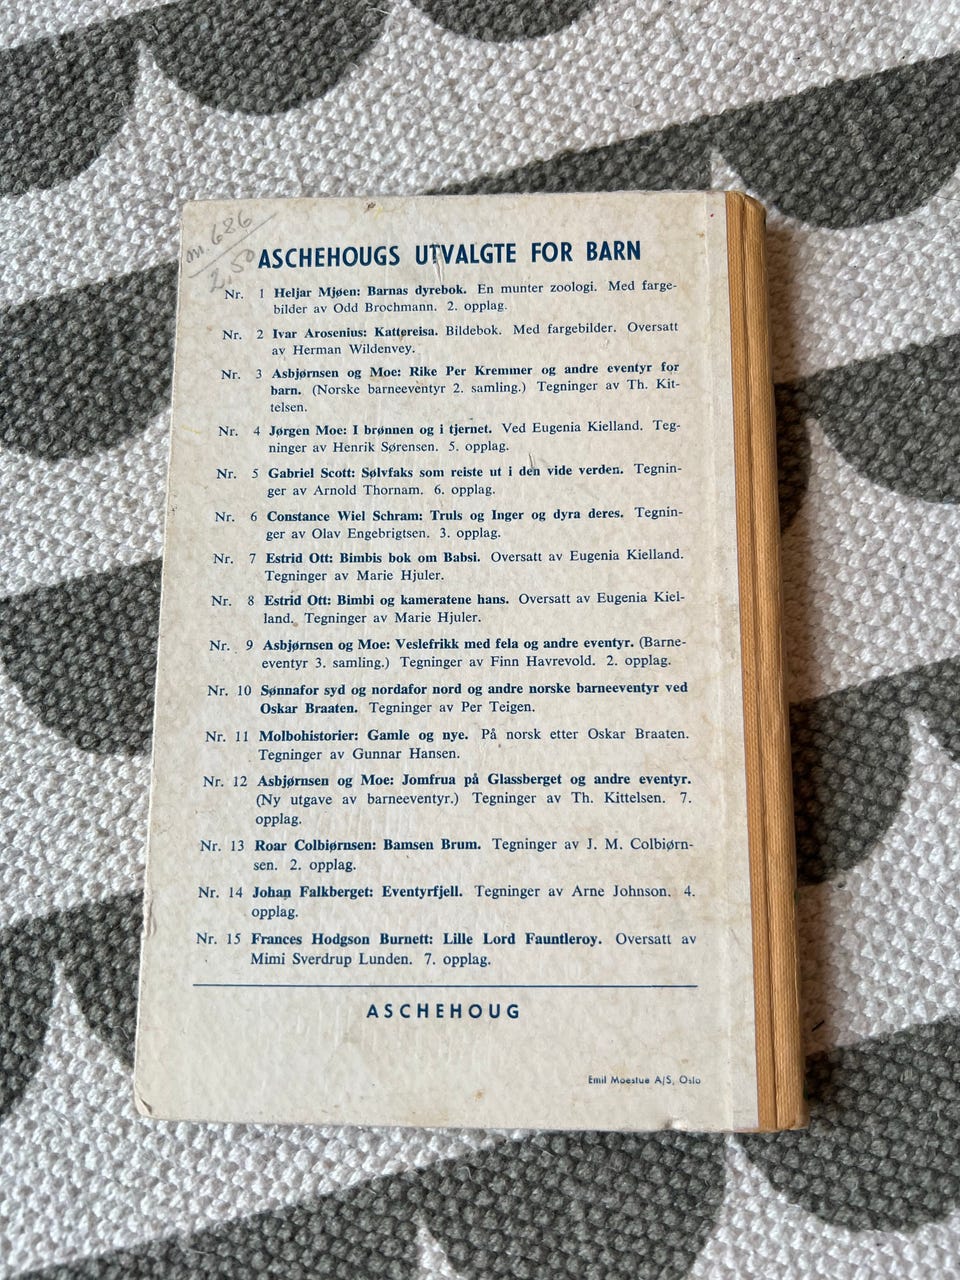 m. 686
2,50
ASCHEHOUGS UTVALGTE FOR BARN
Nr. 1 Heljar Mjøen: Barnas dyrebok. En munter zoologi. Med farge-
bilder av Odd Brochmann. 2. opplag.
Nr. 2 Ivar Arosenius: Kattereisa. Bildebok. Med fargebilder. Oversatt
av Herman Wildenvey.
Nr. 3 Asbjørnsen og Moe: Rike Per Kremmer og andre eventyr for
barn. (Norske barneeventyr 2. samling.) Tegninger av Th. Kit-
telsen.
Nr. 4 Jørgen Moe: I brønnen og i tjernet. Ved Eugenia Kielland. Teg-
ninger av Henrik Sørensen. 5. opplag.
Nr. 5 Gabriel Scott: Sølvfaks som reiste ut i den vide verden. Tegnin-
ger av Arnold Thornam. 6. opplag.
Nr. 6 Constance Wiel Schram: Truls og Inger og dyra deres. Tegnin-
ger av Olav Engebrigtsen. 3. opplag.
Nr. 7 Estrid Ott: Bimbis bok om Babsi. Oversatt av Eugenia Kielland.
Tegninger av Marie Hjuler.
Nr. 8 Estrid Ott: Bimbi og kameratene hans. Oversatt av Eugenia Kiel-
land. Tegninger av Marie Hjuler.
Nr. 9 Asbjørnsen og Moe: Veslefrikk med fela og andre eventyr. (Barne-
eventyr 3. samling.) Tegninger av Finn Havrevold. 2. opplag.
Nr. 10 Sønnafor syd og nordafor nord og andre norske barneeventyr ved
Oskar Braaten. Tegninger av Per Teigen.
Nr. 11 Molbohistorier: Gamle og nye. På norsk etter Oskar Braaten.
Tegninger av Gunnar Hansen.
Nr. 12 Asbjørnsen og Moe: Jomfrua på Glassberget og andre eventyr.
(Ny utgave av barneeventyr.) Tegninger av Th. Kittelsen. 7.
opplag.
Nr. 13 Roar Colbiørnsen: Bamsen Brum. Tegninger av J. M. Colbiørn-
sen. 2. opplag.
Nr. 14 Johan Falkberget: Eventyrfjell. Tegninger av Arne Johnson. 4.
opplag.
Nr. 15 Frances Hodgson Burnett: Lille Lord Fauntleroy. Oversatt av
Mimi Sverdrup Lunden. 7. opplag.
ASCHEHOUG
Emil Moestue A/S, Oslo